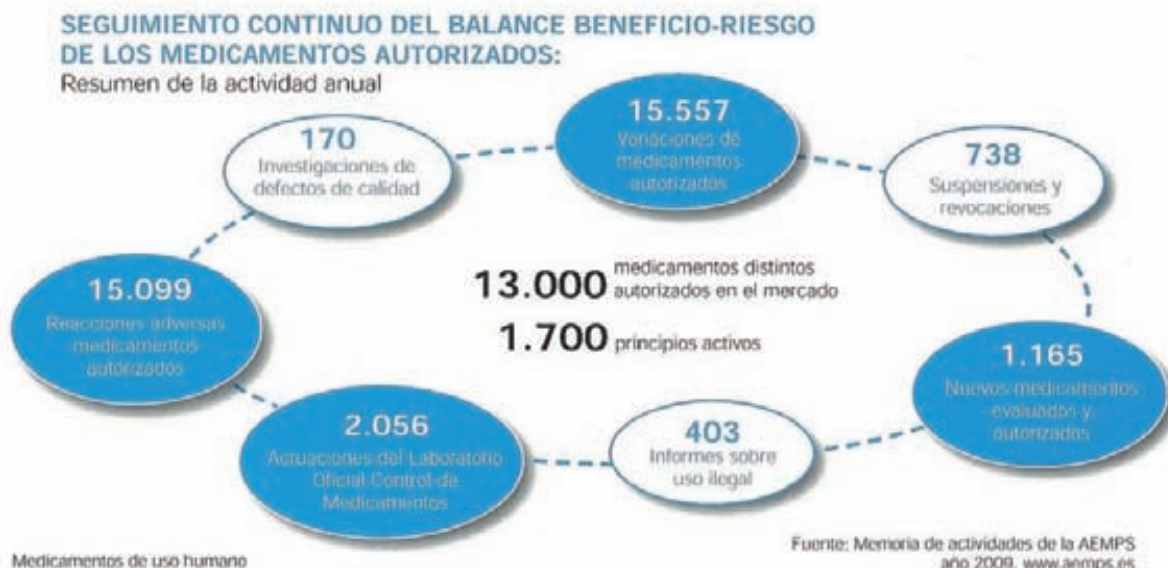 SEGUIMIENTO CONTINUO DEL BALANCE BENEFICIO-RIESGO
DE LOS MEDICAMENTOS AUTORIZADOS:
Resumen de la actividad anual
170
Investigaciones de
defectos de calidad
15.557
Variaciones de
medicamentos
autorizados
738
Suspensiones y
revocaciones
15.099
Reacciones adversas
medicamentos
autorizados
13.000 medicamentos distintos
autorizados en el mercado
1.700 principios activos
1.165
Nuevos medicamentos
evaluados y
autorizados
2.056
Actuaciones del Laboratorio
Oficial Control de
Medicamentos
403
Informes sobre
uso ilegal
Medicamentos de uso humano
Fuente: Memoria de actividades de la AEMPS
año 2009. www.aemps.es